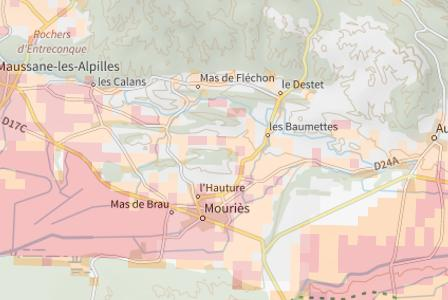 Rochers
d'Entreconque
Maussane-les-Alpilles
les Calans
Mas de Fléchon
le Destet
D17C
les Baumettes
Au
D24A
l'Hauture
Mas de Brau
Mouriès